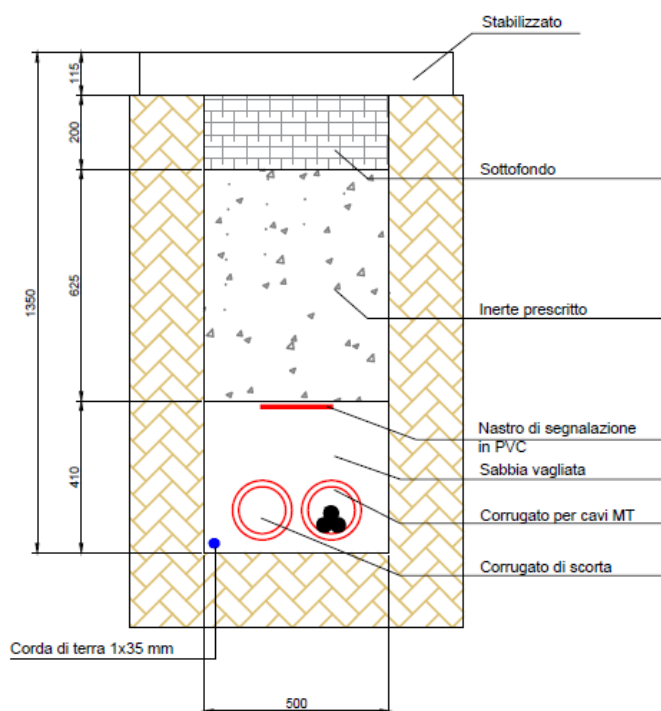 Stabilizzato
115
200
Sottofondo
625
1350
Inerte prescritto
Nastro di segnalazione
in PVC
Sabbia vagliata
410
Corrugato per cavi MT
Corrugato di scorta
Corda di terra 1x35 mm
500